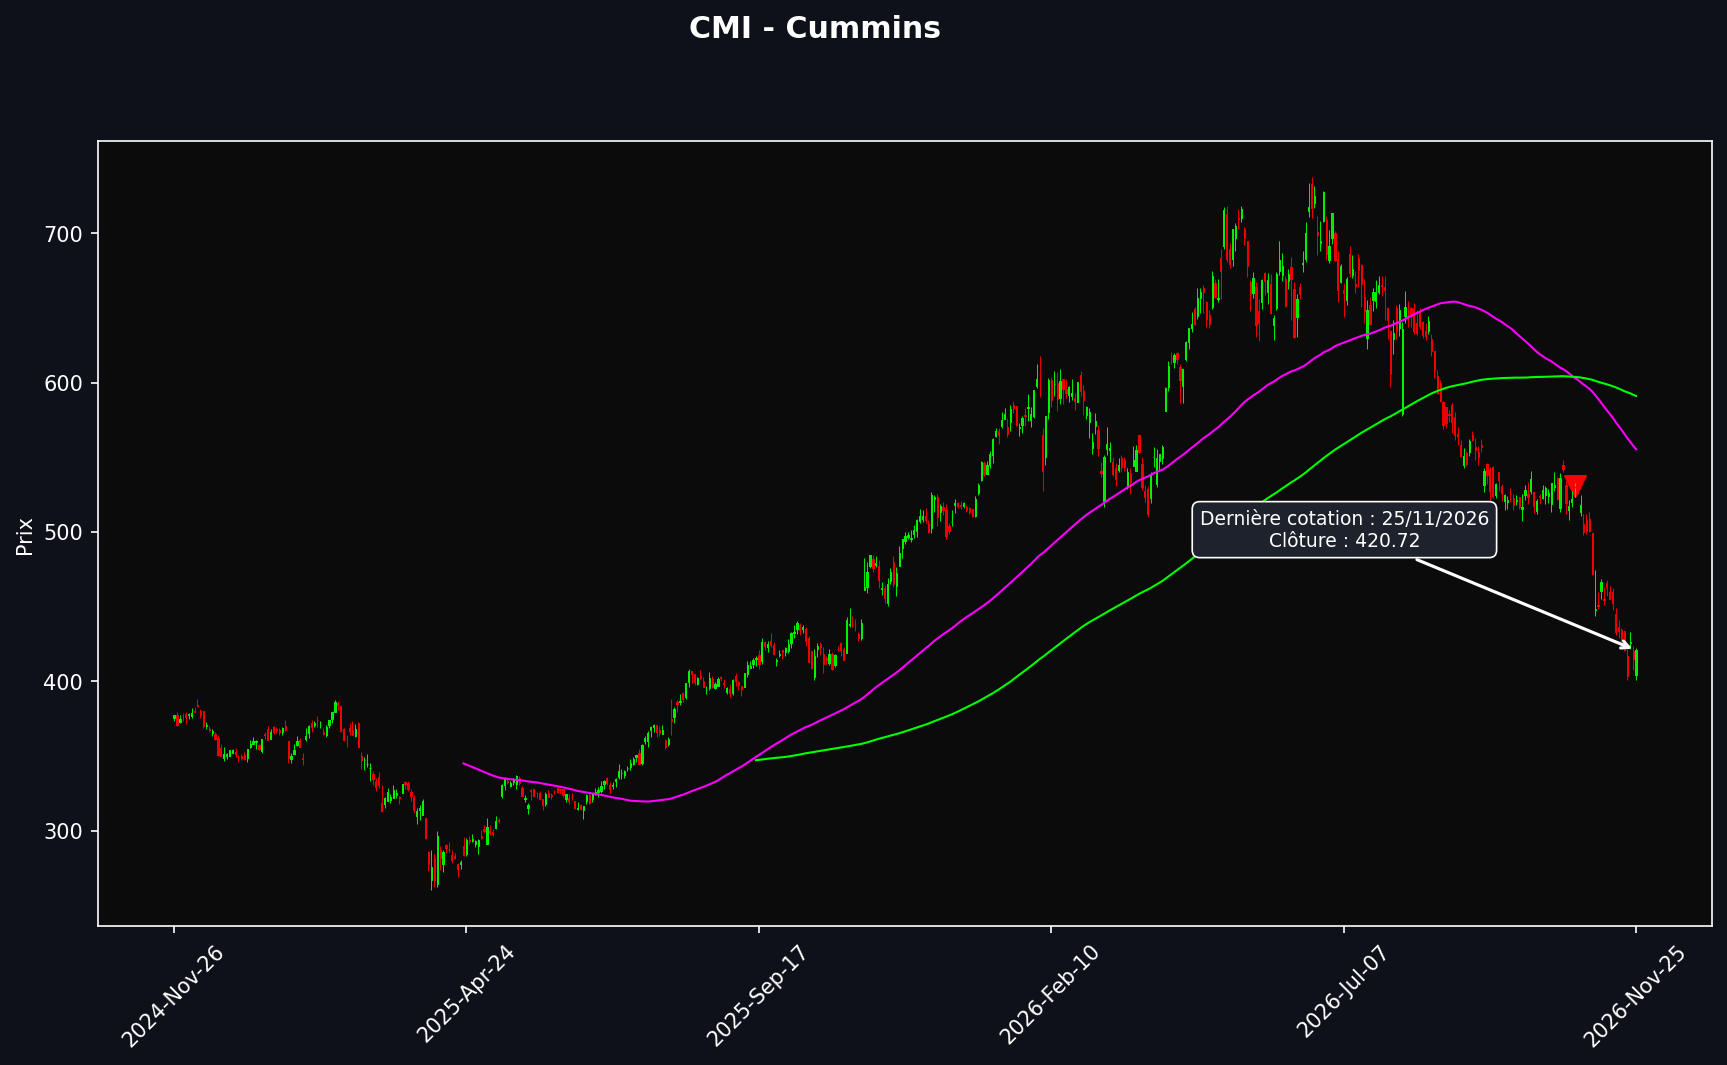 CMI - Cummins
Prix
700
600
500
400
300
Dernière cotation : 25/11/2026
Clôture : 420.72
2024-Nov-26
2025-Apr-24
2025-Sep-17
2026-Feb-10
2026-Jul-07
2026-Nov-25